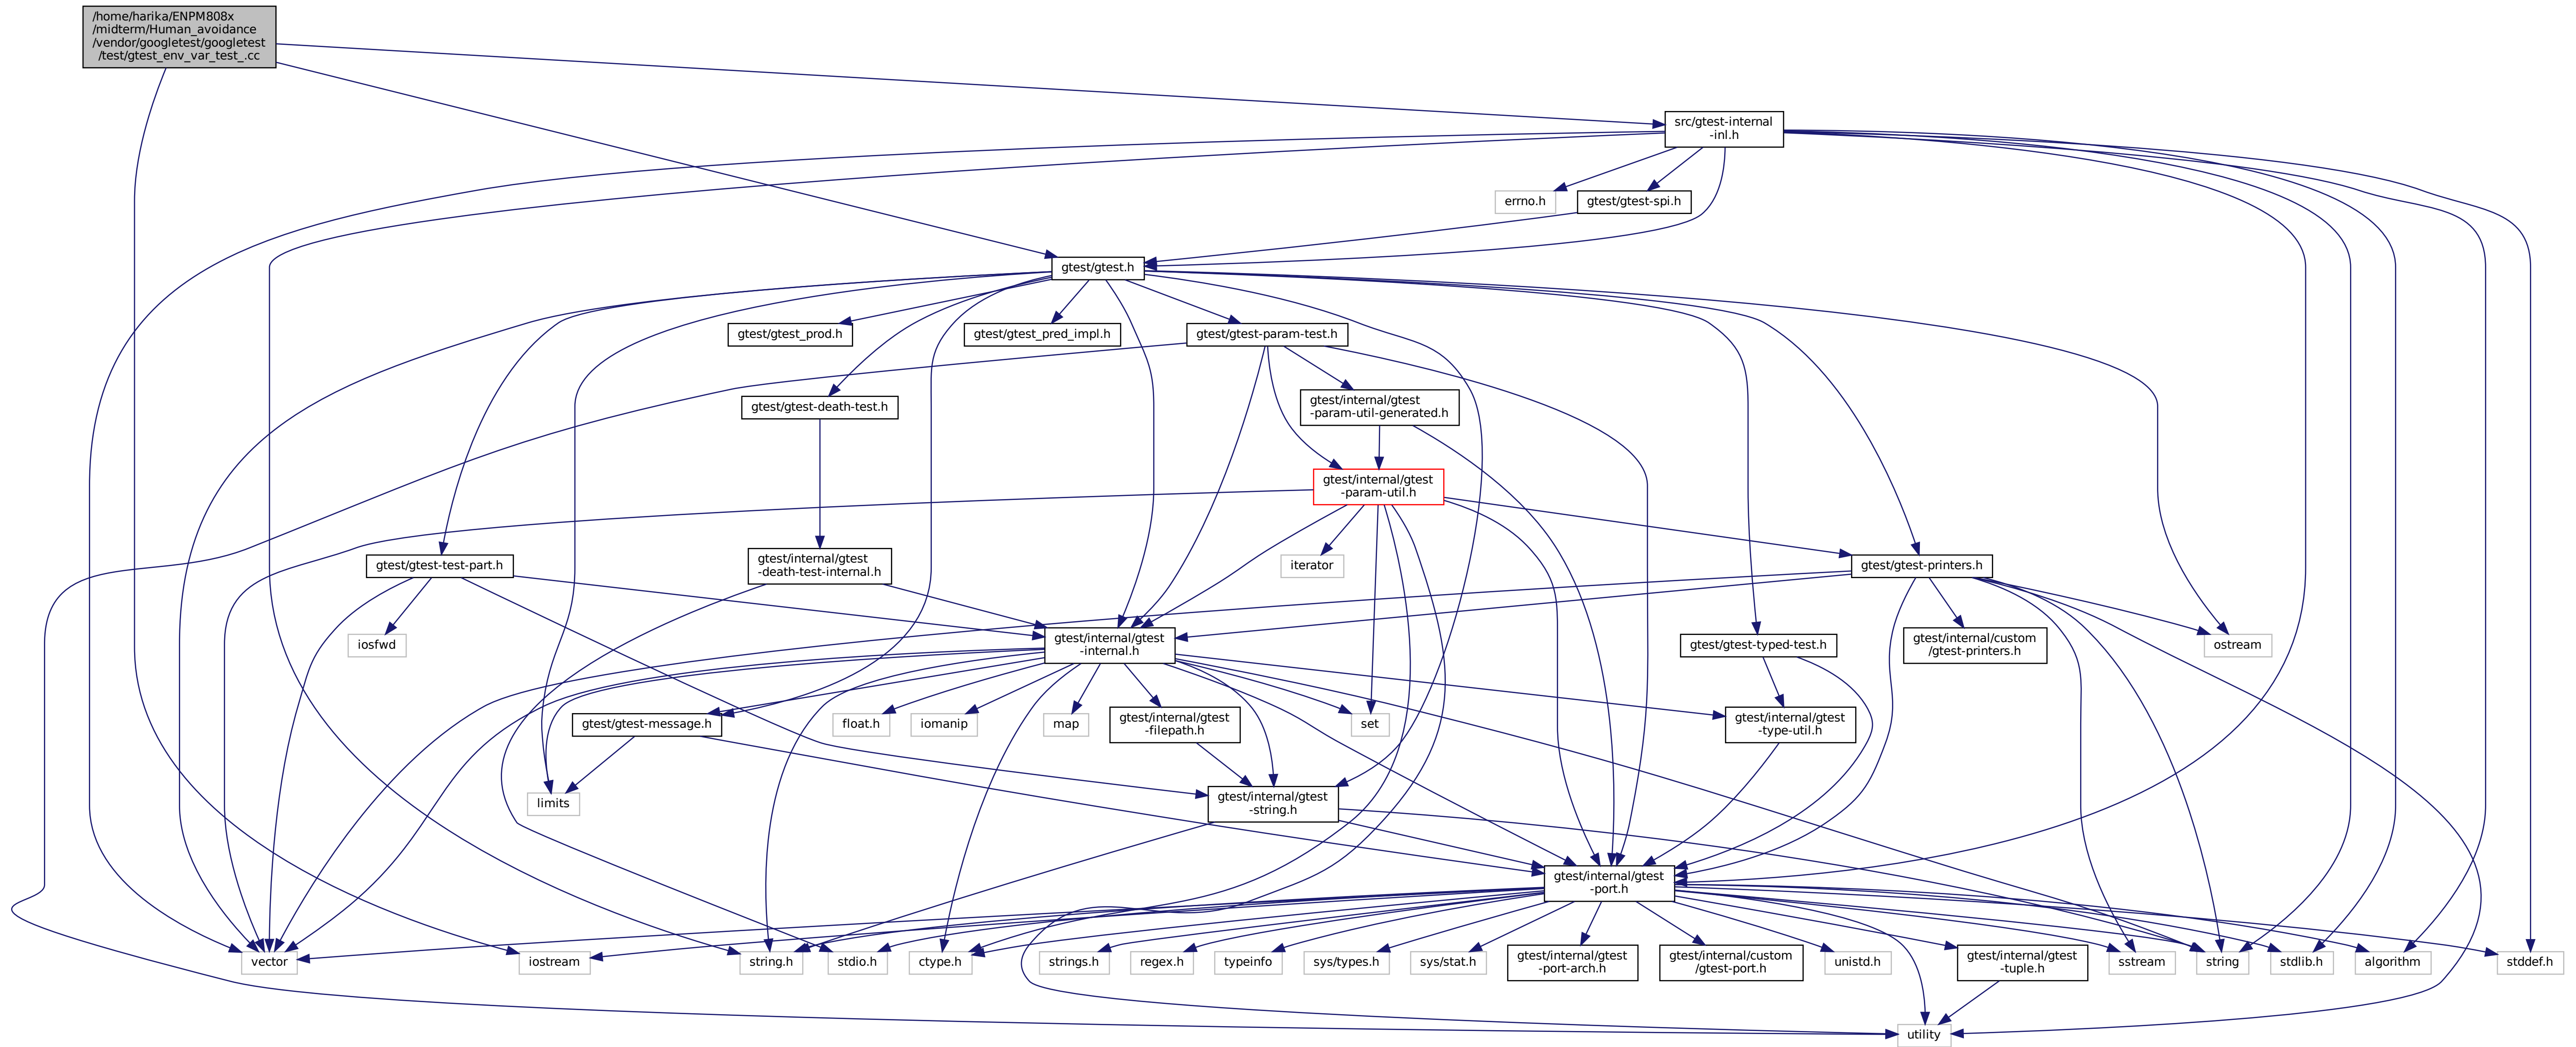 /home/harika/ENPM808x
/midterm/Human_avoidance
/vendor/googletest/googletest
/test/gtest_env_var_test_.cc
src/gtest-internal
-inl.h
errno.h
gtest/gtest-spi.h
gtest/gtest.h
gtest/gtest_prod.h
gtest/gtest_pred_impl.h
gtest/gtest-param-test.h
gtest/gtest-death-test.h
gtest/internal/gtest
-param-util-generated.h
gtest/internal/gtest
-param-util.h
gtest/gtest-test-part.h
gtest/internal/gtest
-death-test-internal.h
iterator
gtest/gtest-printers.h
iosfwd
gtest/internal/gtest
-internal.h
gtest/gtest-typed-test.h
gtest/internal/custom
/gtest-printers.h
ostream
gtest/gtest-message.h
float.h
iomanip
map
gtest/internal/gtest
-filepath.h
set
gtest/internal/gtest
-type-util.h
limits
gtest/internal/gtest
-string.h
gtest/internal/gtest
-port.h
vector
iostream
string.h
stdio.h
ctype.h
strings.h
regex.h
typeinfo
sys/types.h
sys/stat.h
gtest/internal/gtest
-port-arch.h
gtest/internal/custom
/gtest-port.h
unistd.h
gtest/internal/gtest
-tuple.h
sstream
string
stdlib.h
algorithm
stddef.h
utility